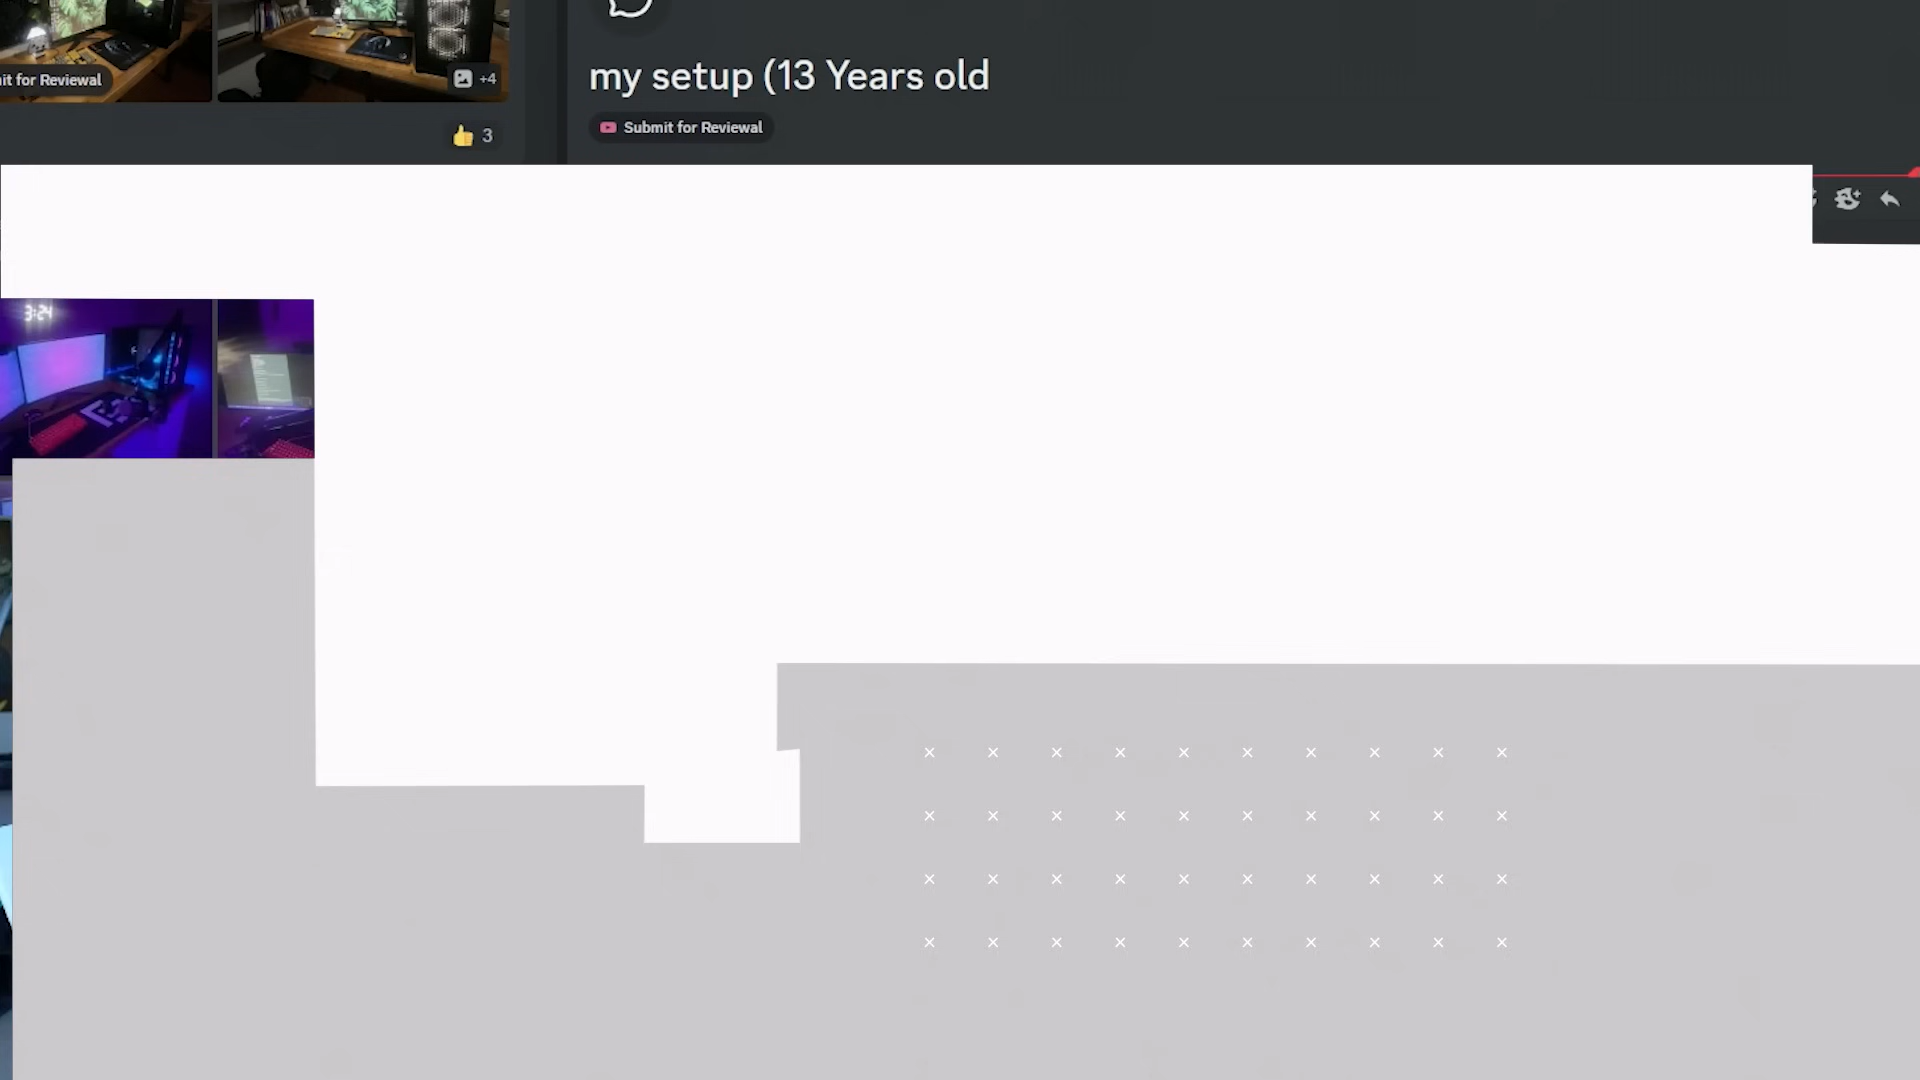 it for Reviewal
+4
3
my setup (13 Years old
Submit for Reviewal
3:24